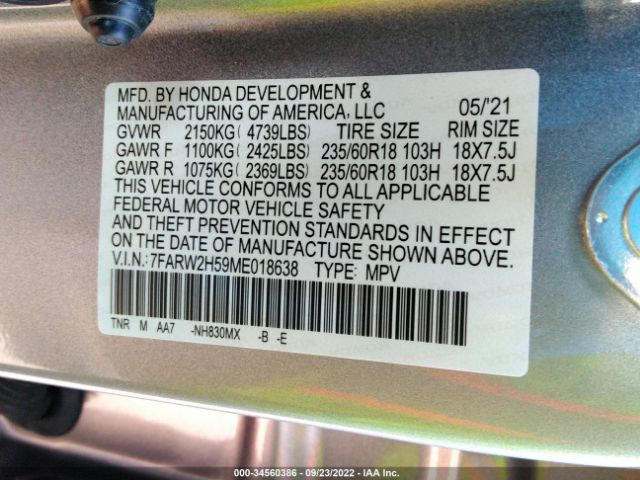 MFD. BY HONDA DEVELOPMENT &
MANUFACTURING OF AMERICA, LLC 05/'21
GVWR 2150KG( 4739LBS) TIRE SIZE RIM SIZE
GAWR F 1100KG( 2425LBS) 235/60R18 103H 18X7.5J
GAWR R 1075KG( 2369LBS) 235/60R18 103H 18X7.5J
THIS VEHICLE CONFORMS TO ALL APPLICABLE
FEDERAL MOTOR VEHICLE SAFETY
AND THEFT PREVENTION STANDARDS IN EFFECT
ON THE DATE OF MANUFACTURE SHOWN ABOVE.
V.I.N.: 7FARW2H59ME018638 TYPE: MPV
TNR M AA7 -NH830MX -B -E
000-34560386 - 09/23/2022 - IAA Inc.